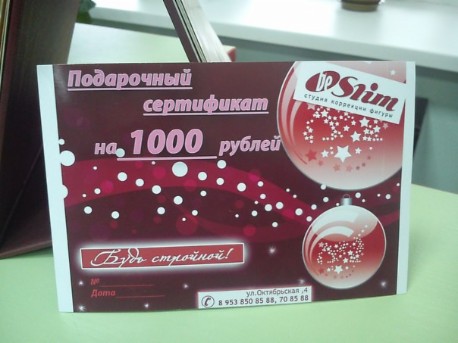 Подарочный
сертификат
на 1000 рублей
UP Slim
студия коррекции фигуры
Будь стройной!
№
Дата
ул.Октябрьская ,4
8 953 850 85 88, 70 85 88